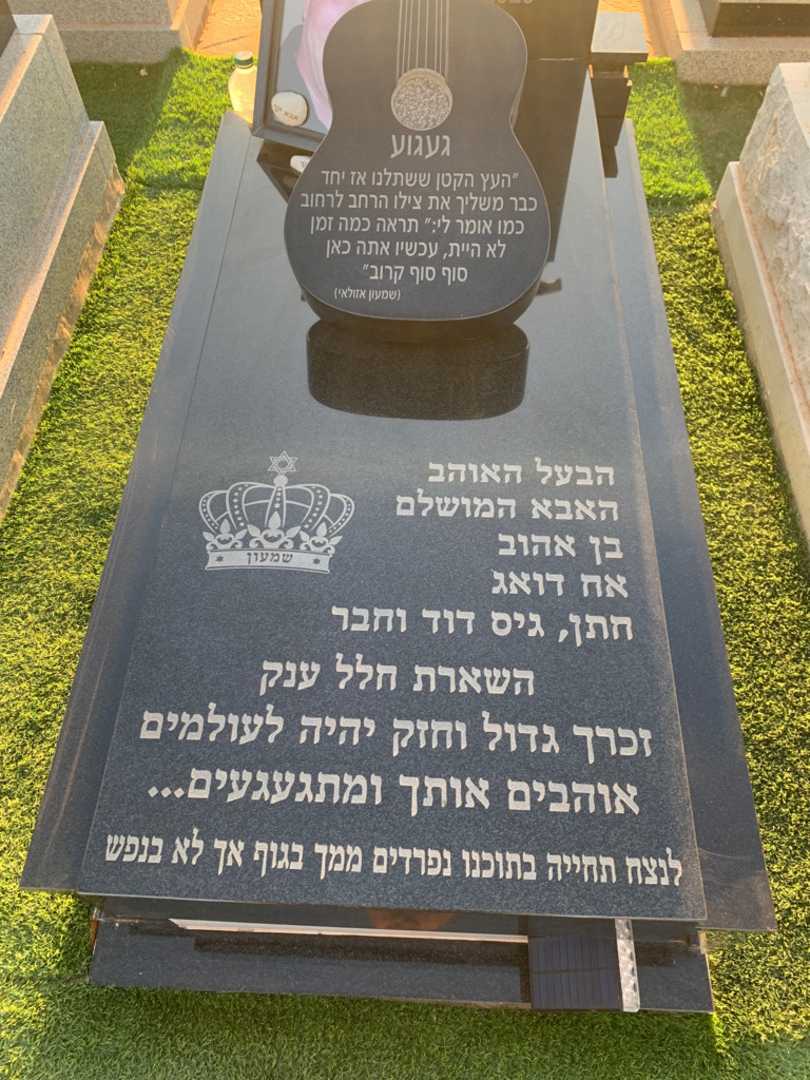 געגוע
"העץ הקטן ששתלנו אז יחד
כבר משליך את צילו הרחב לרחוב
כמו אומר לי:" תראה כמה זמן
לא היית, עכשיו אתה כאן
סוף סוף קרוב"
(שמעון אזולאי)
הבעל האוהב
האבא המושלם
בן אהוב
אח דואג
חתן, גיס דוד וחבר
שמעון
השארת חלל ענק
זכרך גדול וחזק יהיה לעולמים
אוהבים אותך ומתגעגעים...
לנצח תחייה בתוכנו נפרדים ממך בגוף אך לא בנפש